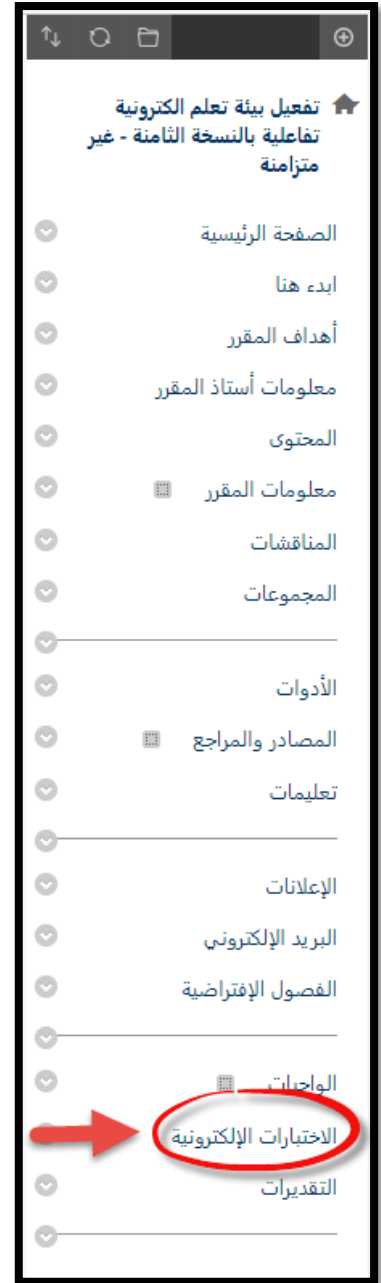 تفعيل بيئة تعلم الكترونية
تفاعلية بالنسخة الثامنة - غير
متزامنة
الصفحة الرئيسية
ابدء هنا
أهداف المقرر
معلومات أستاذ المقرر
المحتوى
معلومات المقرر
المناقشات
المجموعات
الأدوات
المصادر والمراجع
تعليمات
الإعلانات
البريد الإلكتروني
الفصول الإفتراضية
الواجبات
الاختبارات الإلكترونية
التقديرات